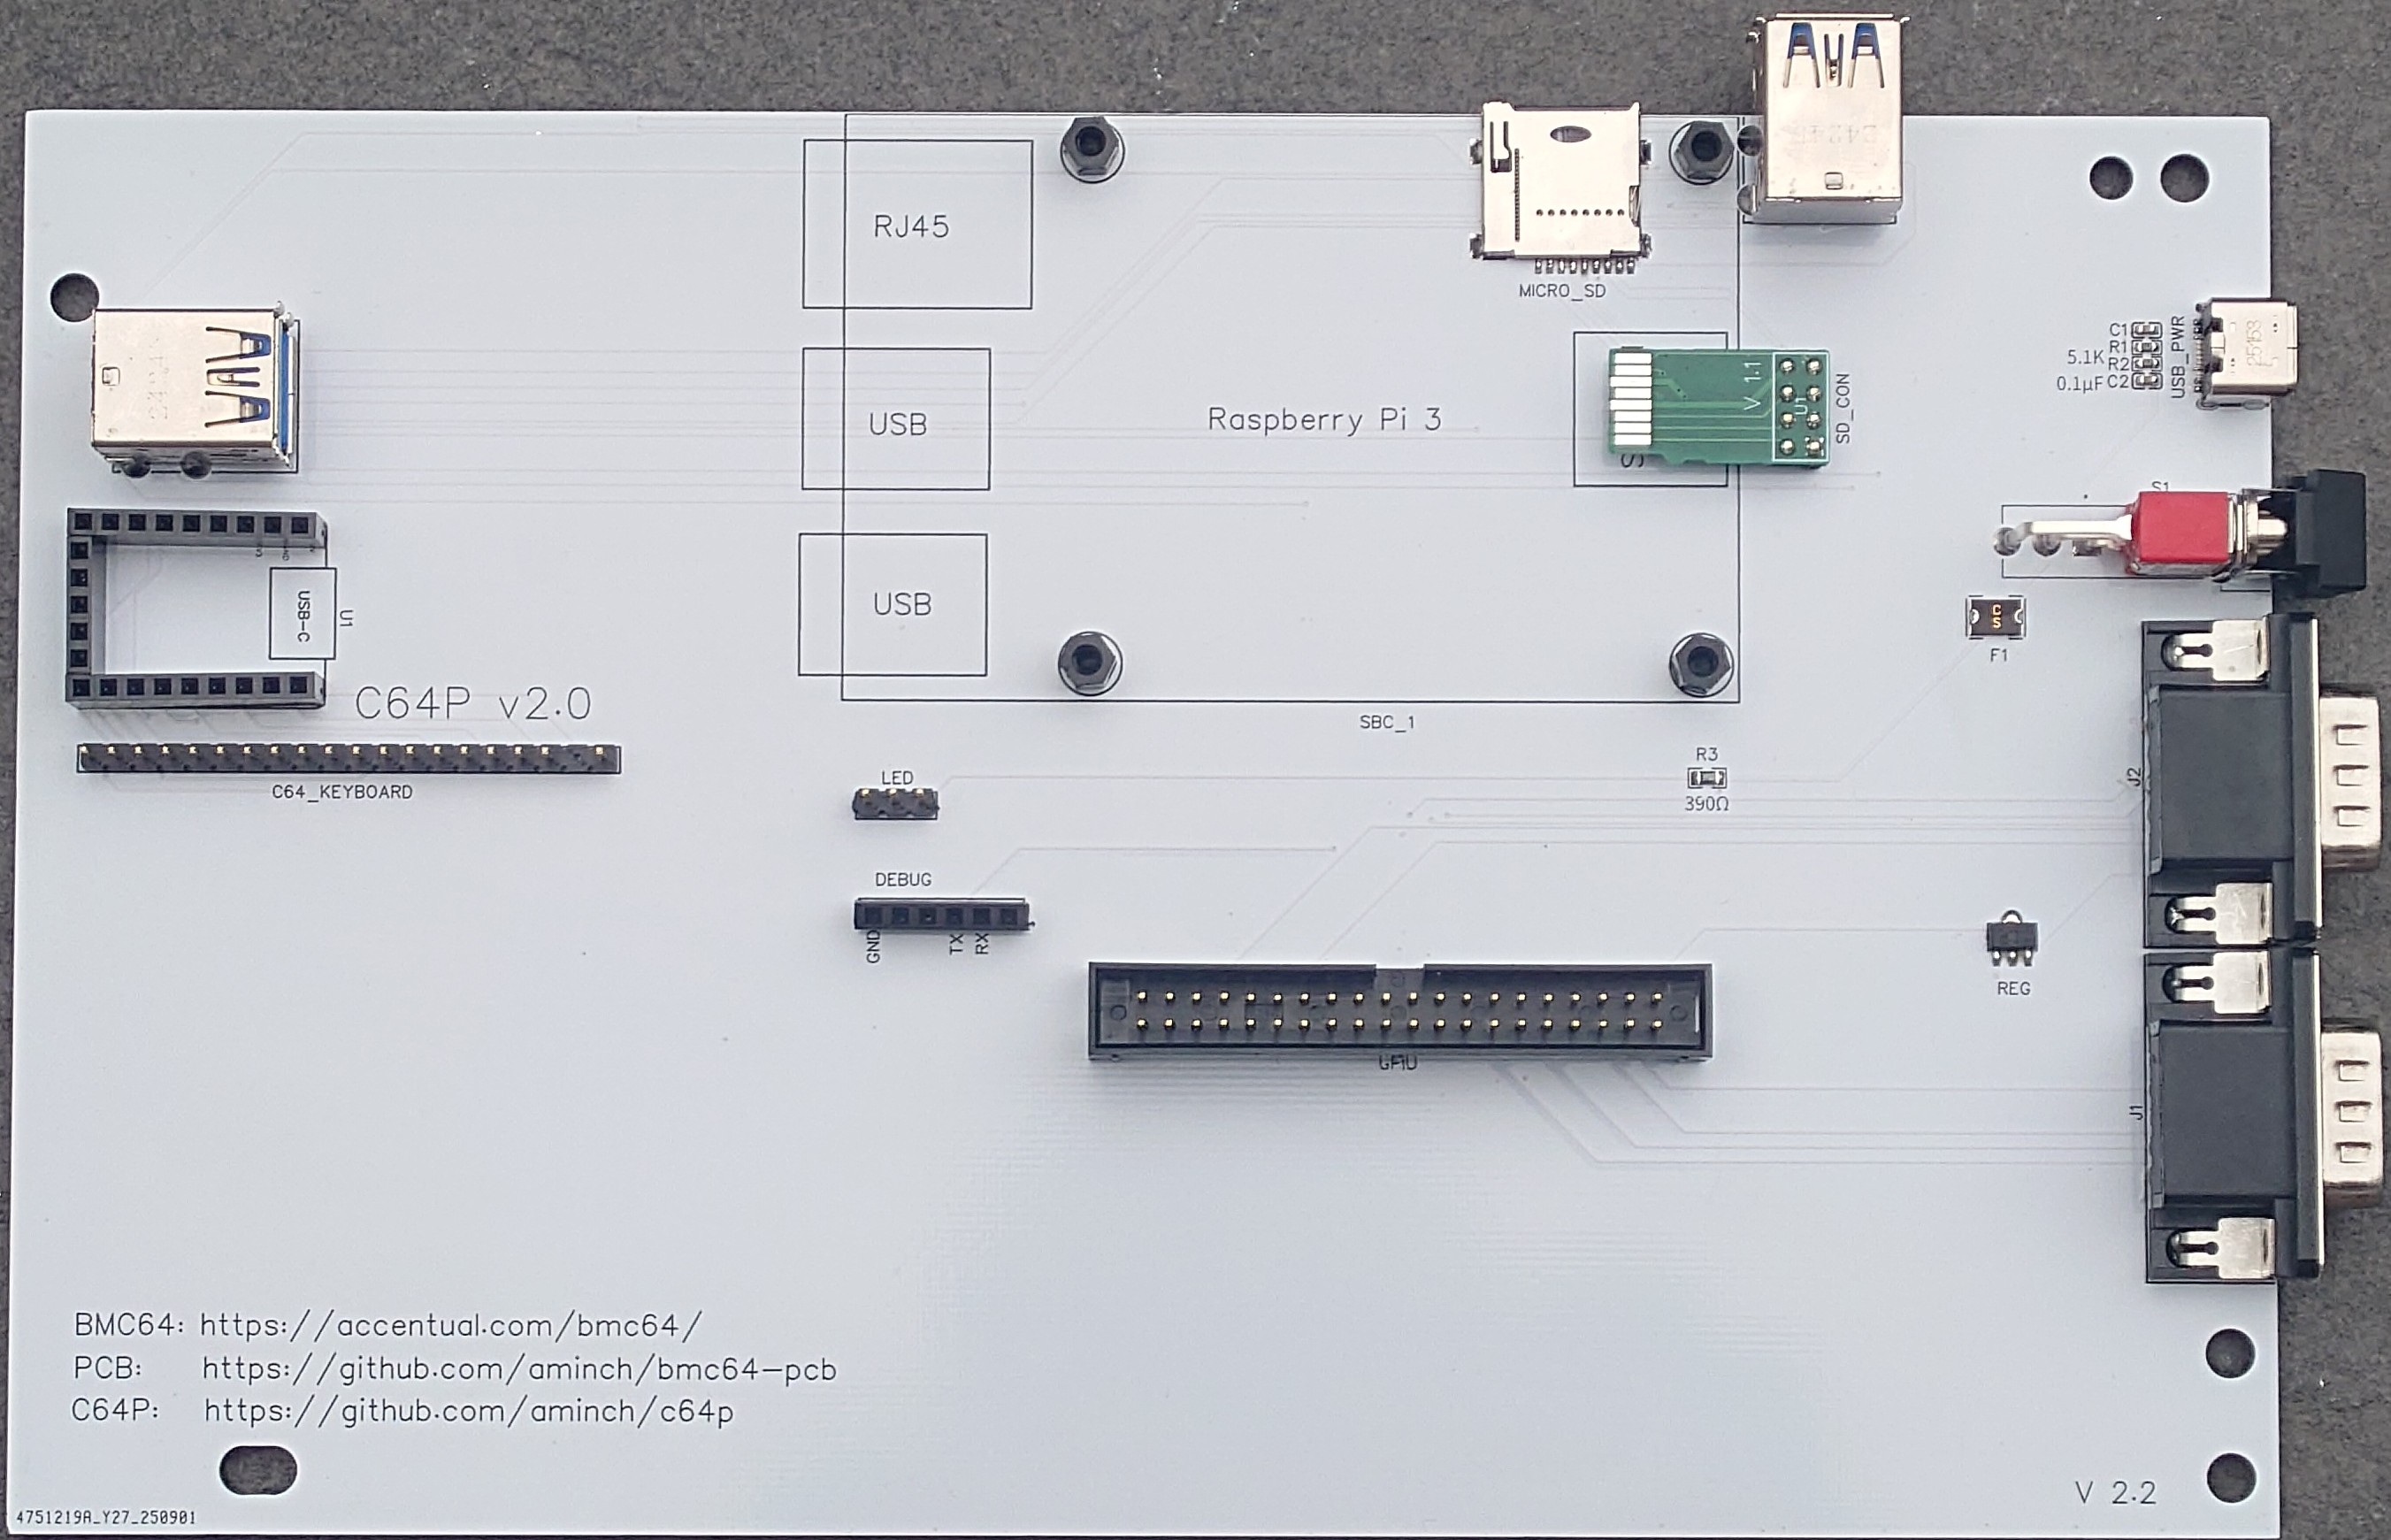 RJ45
MICRO_SD
C1
R1
5.1K
R2
0.1µF C2
USB_PWR
25153
USB
Raspberry Pi 3
V 1.1
U1
SD_CON
S
S1
USB-C
U1
USB
C
S
F1
C64P v2.0
SBC_1
C64_KEYBOARD
LED
R3
390Ω
J2
DEBUG
GND
TX
RX
REG
GPIO
J1
BMC64: https://accentual.com/bmc64/
PCB: https://github.com/aminch/bmc64-pcb
C64P: https://github.com/aminch/c64p
V 2.2
4751219A_Y27_250901